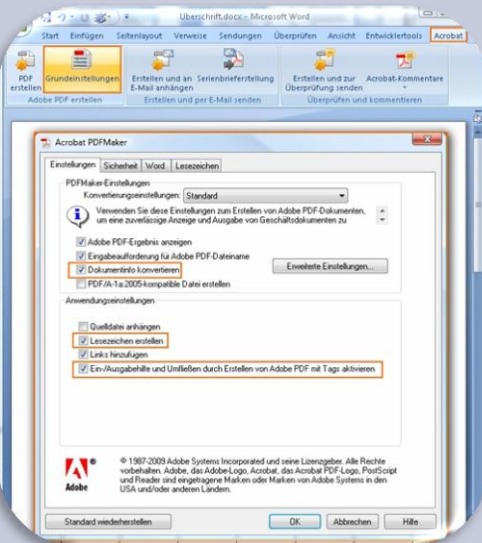 Überschrift.docx - Microsoft Word
Start Einfügen Seitenlayout Verweise Sendungen Überprüfen Ansicht Entwicklertools Acrobat
PDF erstellen
Grundeinstellungen
Erstellen und an E-Mail anhängen
Serienbrieferstellung
Erstellen und zur Überprüfung senden
Acrobat-Kommentare
Adobe PDF erstellen
Erstellen und per E-Mail senden
Überprüfen und kommentieren
Acrobat PDFMaker
Einstellungen Sicherheit Word Lesezeichen
PDFMaker-Einstellungen
Konvertierungseinstellungen: Standard
Verwenden Sie diese Einstellungen zum Erstellen von Adobe PDF-Dokumenten,
um eine zuverlässige Anzeige und Ausgabe von Geschäftsdokumenten zu
Adobe PDF-Ergebnis anzeigen
Eingabeaufforderung für Adobe PDF-Dateiname
Dokumentinfo konvertieren
Erweiterte Einstellungen...
PDF/A-1a:2005-kompatible Datei erstellen
Anwendungseinstellungen
Quelldatei anhängen
Lesezeichen erstellen
Links hinzufügen
Ein-/Ausgabehilfe und Umfließen durch Erstellen von Adobe PDF mit Tags aktivieren
Adobe
© 1987-2009 Adobe Systems Incorporated und seine Lizenzgeber. Alle Rechte
vorbehalten. Adobe, das Adobe-Logo, Acrobat, das Acrobat PDF-Logo, PostScript
und Reader sind eingetragene Marken oder Marken von Adobe Systems in den
USA und/oder anderen Ländern.
Standard wiederherstellen OK Abbrechen Hilfe